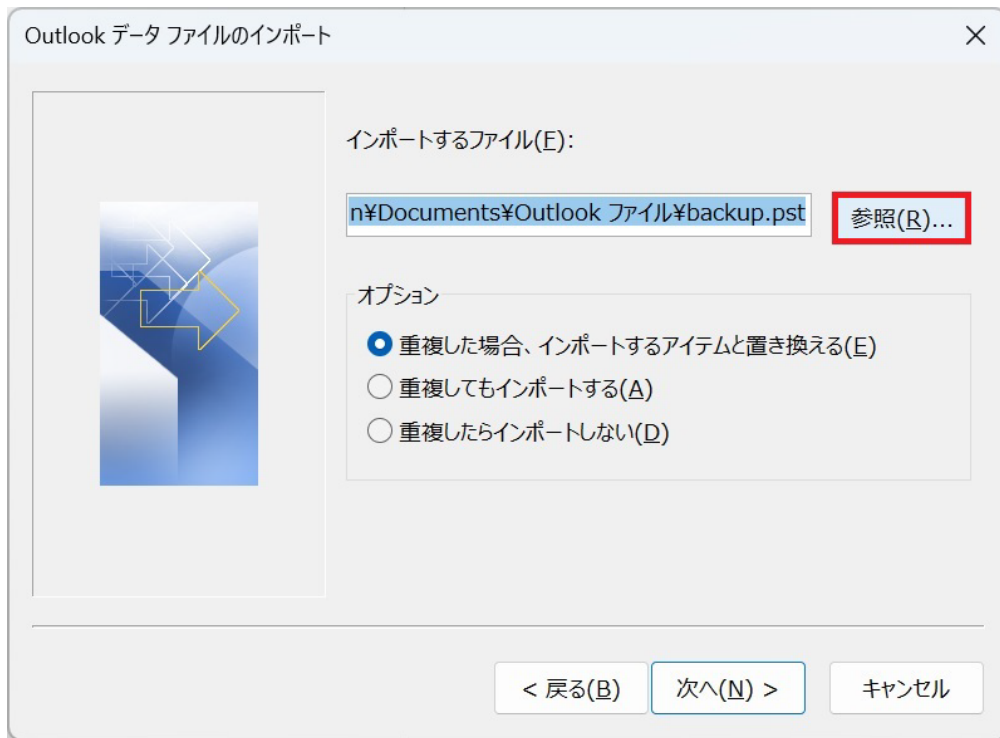 Outlook データ ファイルのインポート
インポートするファイル(F):
n¥Documents¥Outlook ファイル¥backup.pst
参照(R)...
オプション
重複した場合、インポートするアイテムと置き換える(E)
重複してもインポートする(A)
重複したらインポートしない(D)
< 戻る(B)
次へ(N) >
キャンセル